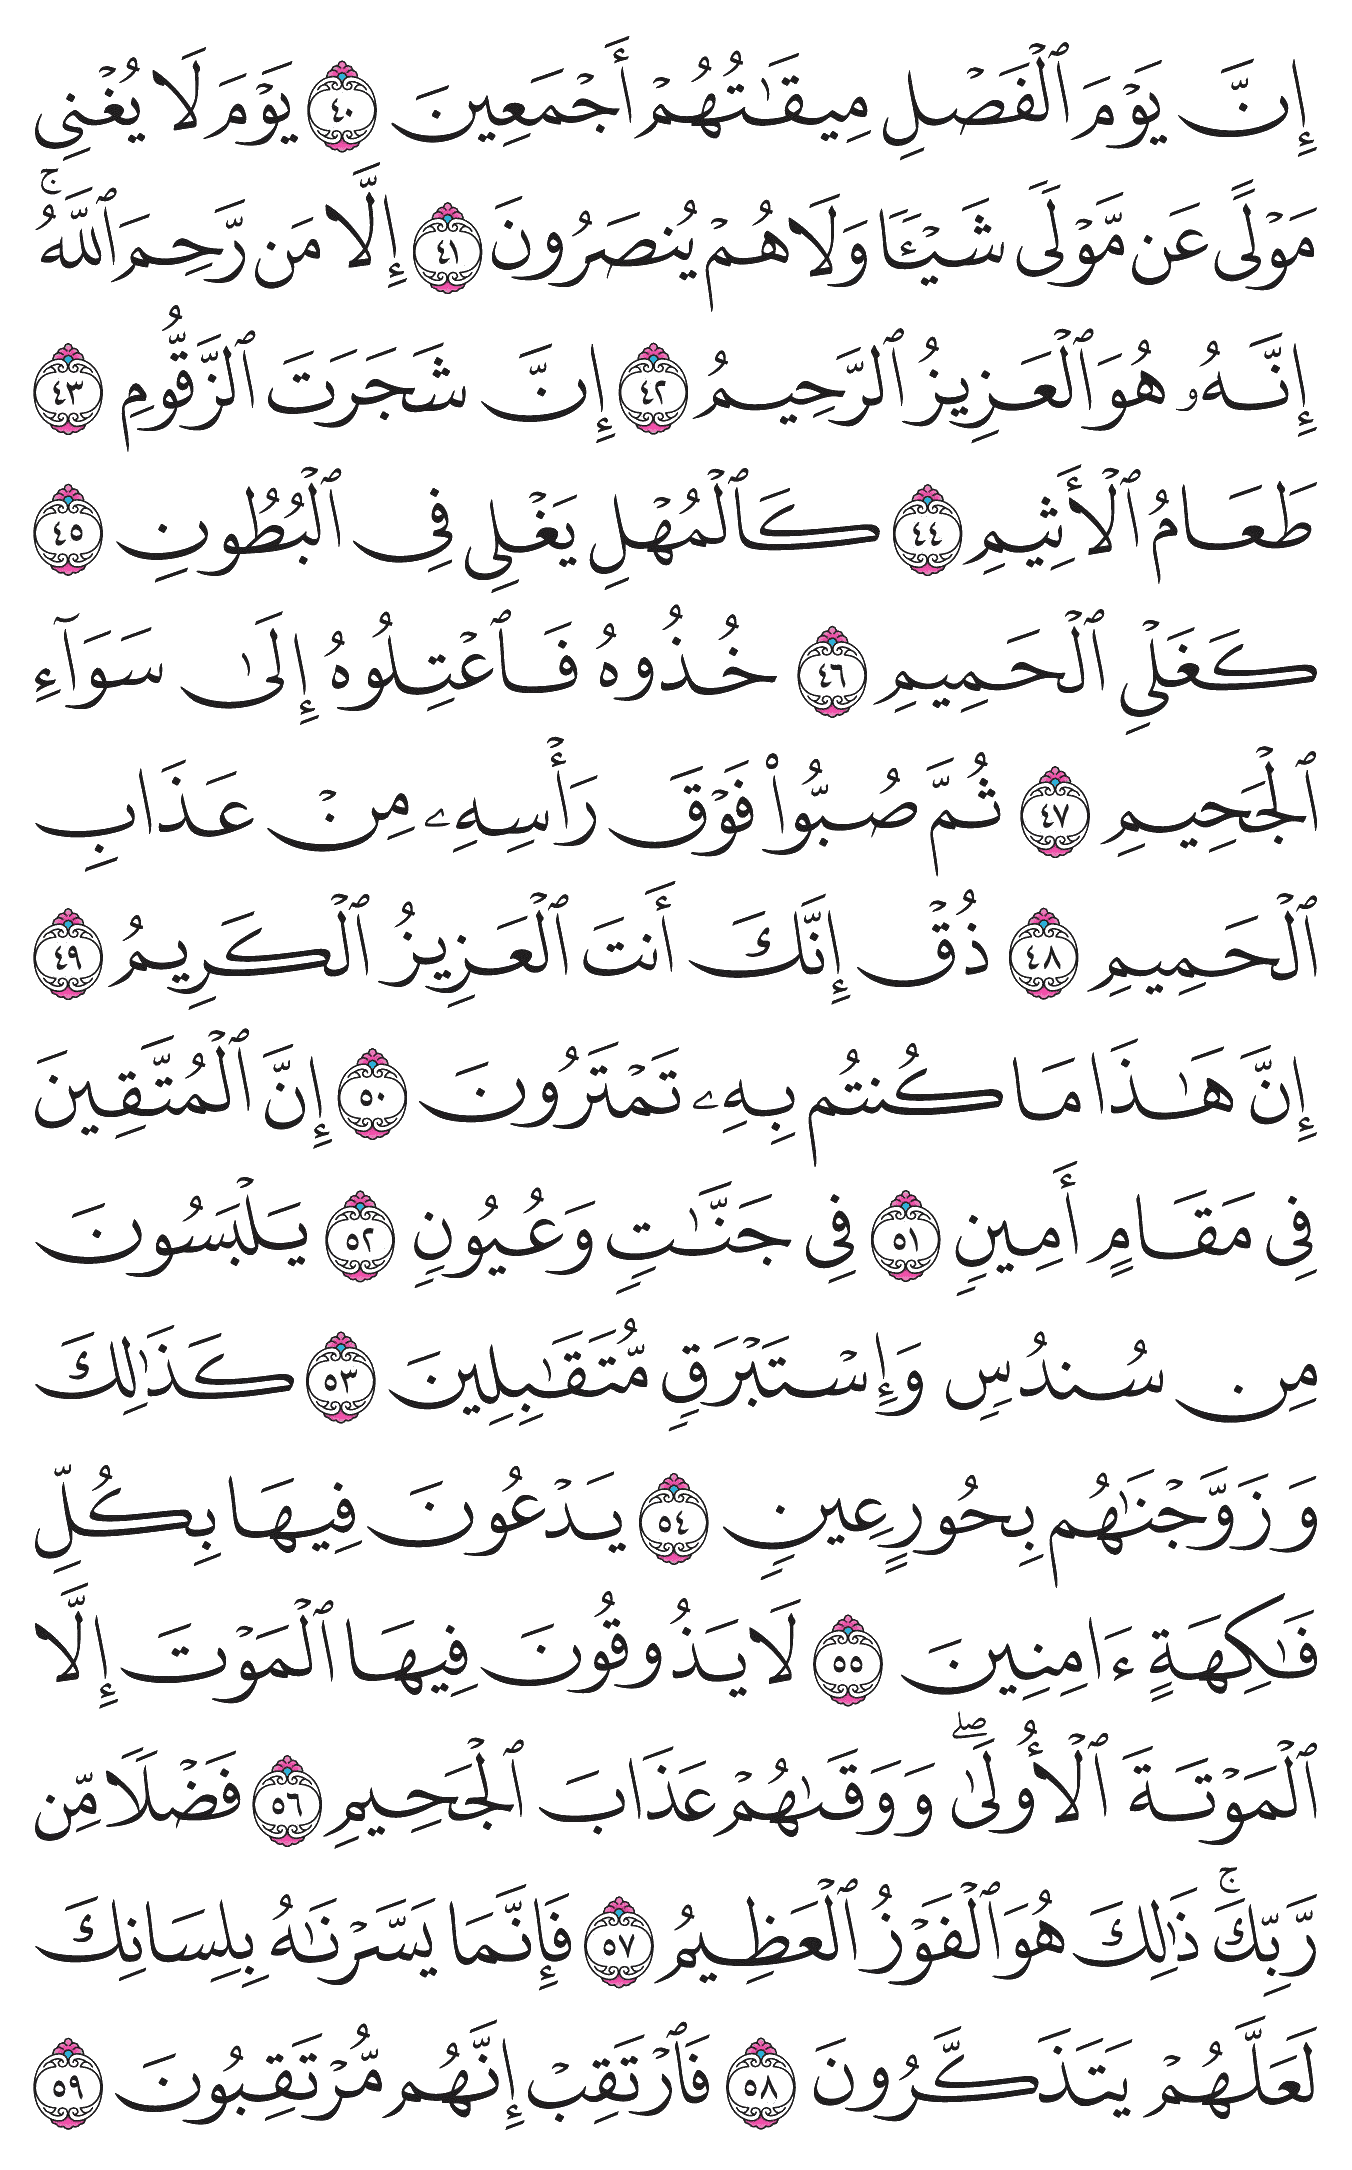 إِنَّ يَوْمَ ٱلْفَصْلِ مِيقَٰتُهُمْ أَجْمَعِينَ ٤٠ يَوْمَ لَا يُغْنِى
مَوْلًى عَن مَّوْلًى شَيْـًٔا وَلَا هُمْ يُنصَرُونَ ٤١ إِلَّا مَن رَّحِمَ ٱللَّهُ ۚ
إِنَّهُۥ هُوَ ٱلْعَزِيزُ ٱلرَّحِيمُ ٤٢ إِنَّ شَجَرَتَ ٱلزَّقُّومِ ٤٣
طَعَامُ ٱلْأَثِيمِ ٤٤ كَٱلْمُهْلِ يَغْلِى فِى ٱلْبُطُونِ ٤٥
كَغَلْىِ ٱلْحَمِيمِ ٤٦ خُذُوهُ فَٱعْتِلُوهُ إِلَىٰ سَوَآءِ
ٱلْجَحِيمِ ٤٧ ثُمَّ صُبُّوا۟ فَوْقَ رَأْسِهِۦ مِنْ عَذَابِ
ٱلْحَمِيمِ ٤٨ ذُقْ إِنَّكَ أَنتَ ٱلْعَزِيزُ ٱلْكَرِيمُ ٤٩
إِنَّ هَٰذَا مَا كُنتُم بِهِۦ تَمْتَرُونَ ٥٠ إِنَّ ٱلْمُتَّقِينَ
فِى مَقَامٍ أَمِينٍ ٥١ فِى جَنَّٰتٍ وَعُيُونٍ ٥٢ يَلْبَسُونَ
مِن سُندُسٍ وَإِسْتَبْرَقٍ مُّتَقَٰبِلِينَ ٥٣ كَذَٰلِكَ
وَزَوَّجْنَٰهُم بِحُورٍ عِينٍ ٥٤ يَدْعُونَ فِيهَا بِكُلِّ
فَٰكِهَةٍ ءَامِنِينَ ٥٥ لَا يَذُوقُونَ فِيهَا ٱلْمَوْتَ إِلَّا
ٱلْمَوْتَةَ ٱلْأُولَىٰ ۖ وَوَقَىٰهُمْ عَذَابَ ٱلْجَحِيمِ ٥٦ فَضْلًا مِّن
رَّبِّكَ ۚ ذَٰلِكَ هُوَ ٱلْفَوْزُ ٱلْعَظِيمُ ٥٧ فَإِنَّمَا يَسَّرْنَٰهُ بِلِسَانِكَ
لَعَلَّهُمْ يَتَذَكَّرُونَ ٥٨ فَٱرْتَقِبْ إِنَّهُم مُّرْتَقِبُونَ ٥٩